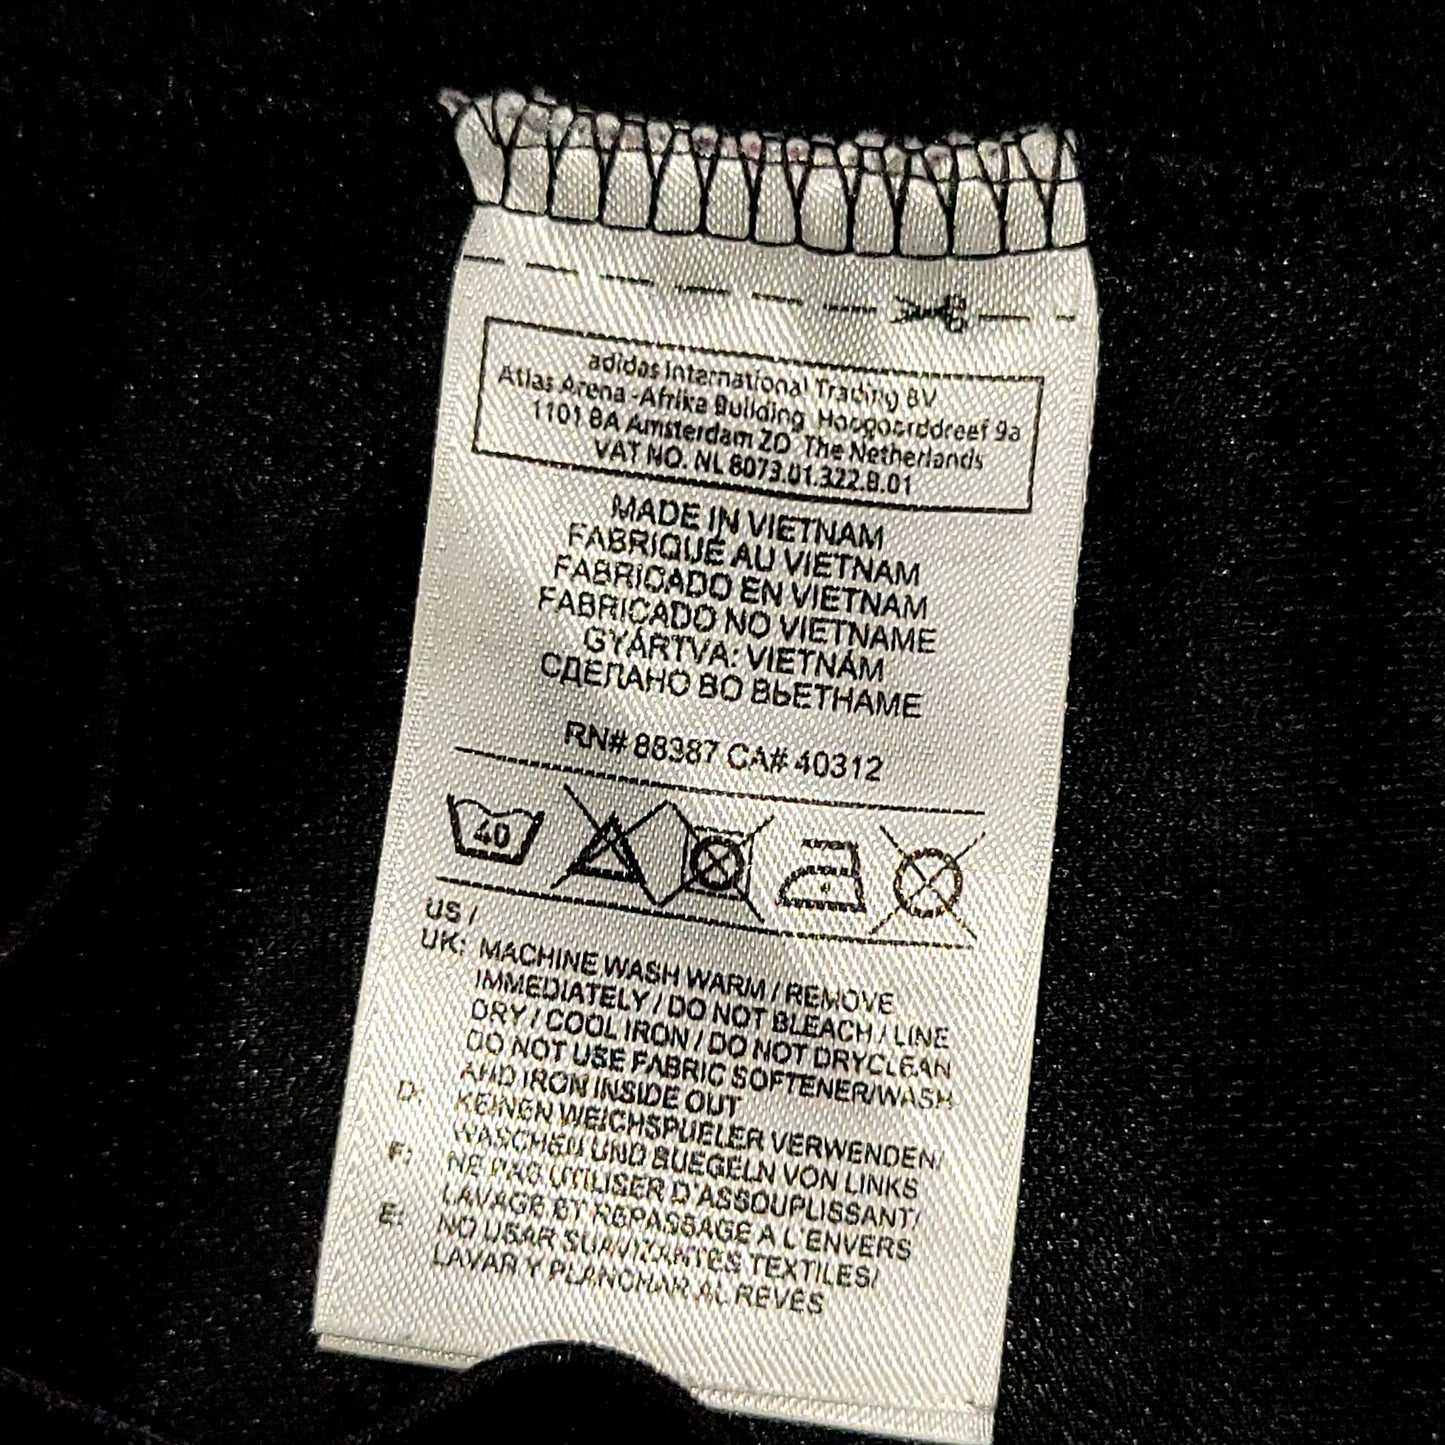 adidas International Trading BV
Atlas Arena -Afrika Building, Hoogoorddreef 9a
1101 BA Amsterdam ZO The Netherlands
VAT NO. NL 8073.01.322.B.01
MADE IN VIETNAM
FABRIQUÉ AU VIETNAM
FABRICADO EN VIETNAM
FABRICADO NO VIETNAME
GYÁRTVA: VIETNÁM
СДЕЛАНО ВО ВЬЕТНАМЕ
RN# 88387 CA# 40312
40
US /
UK: MACHINE WASH WARM / REMOVE
IMMEDIATELY / DO NOT BLEACH / LINE
DRY / COOL IRON / DO NOT DRYCLEAN
DO NOT USE FABRIC SOFTENER/WASH
AND IRON INSIDE OUT
D: KEINEN WEICHSPUELER VERWENDEN/
WASCHEN UND BUEGELN VON LINKS
F: NE PAS UTILISER D'ASSOUPLISSANT/
LAVAGE ET REPASSAGE A L'ENVERS
E: NO USAR SUAVIZANTES TEXTILES/
LAVAR Y PLANCHAR AL REVES